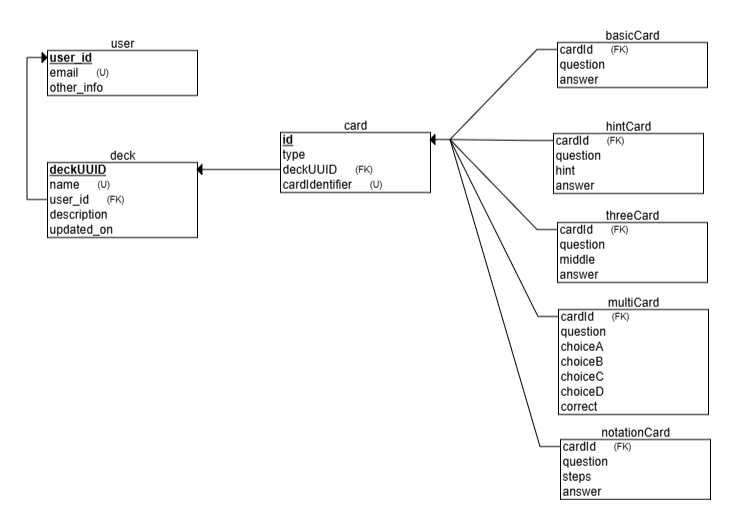 user
user_id
email (U)
other_info
deck
deckUUID
name (U)
user_id (FK)
description
updated_on
card
id
type
deckUUID (FK)
cardIdentifier (U)
basicCard
cardId (FK)
question
answer
hintCard
cardId (FK)
question
hint
answer
threeCard
cardId (FK)
question
middle
answer
multiCard
cardId (FK)
question
choiceA
choiceB
choiceC
choiceD
correct
notationCard
cardId (FK)
question
steps
answer